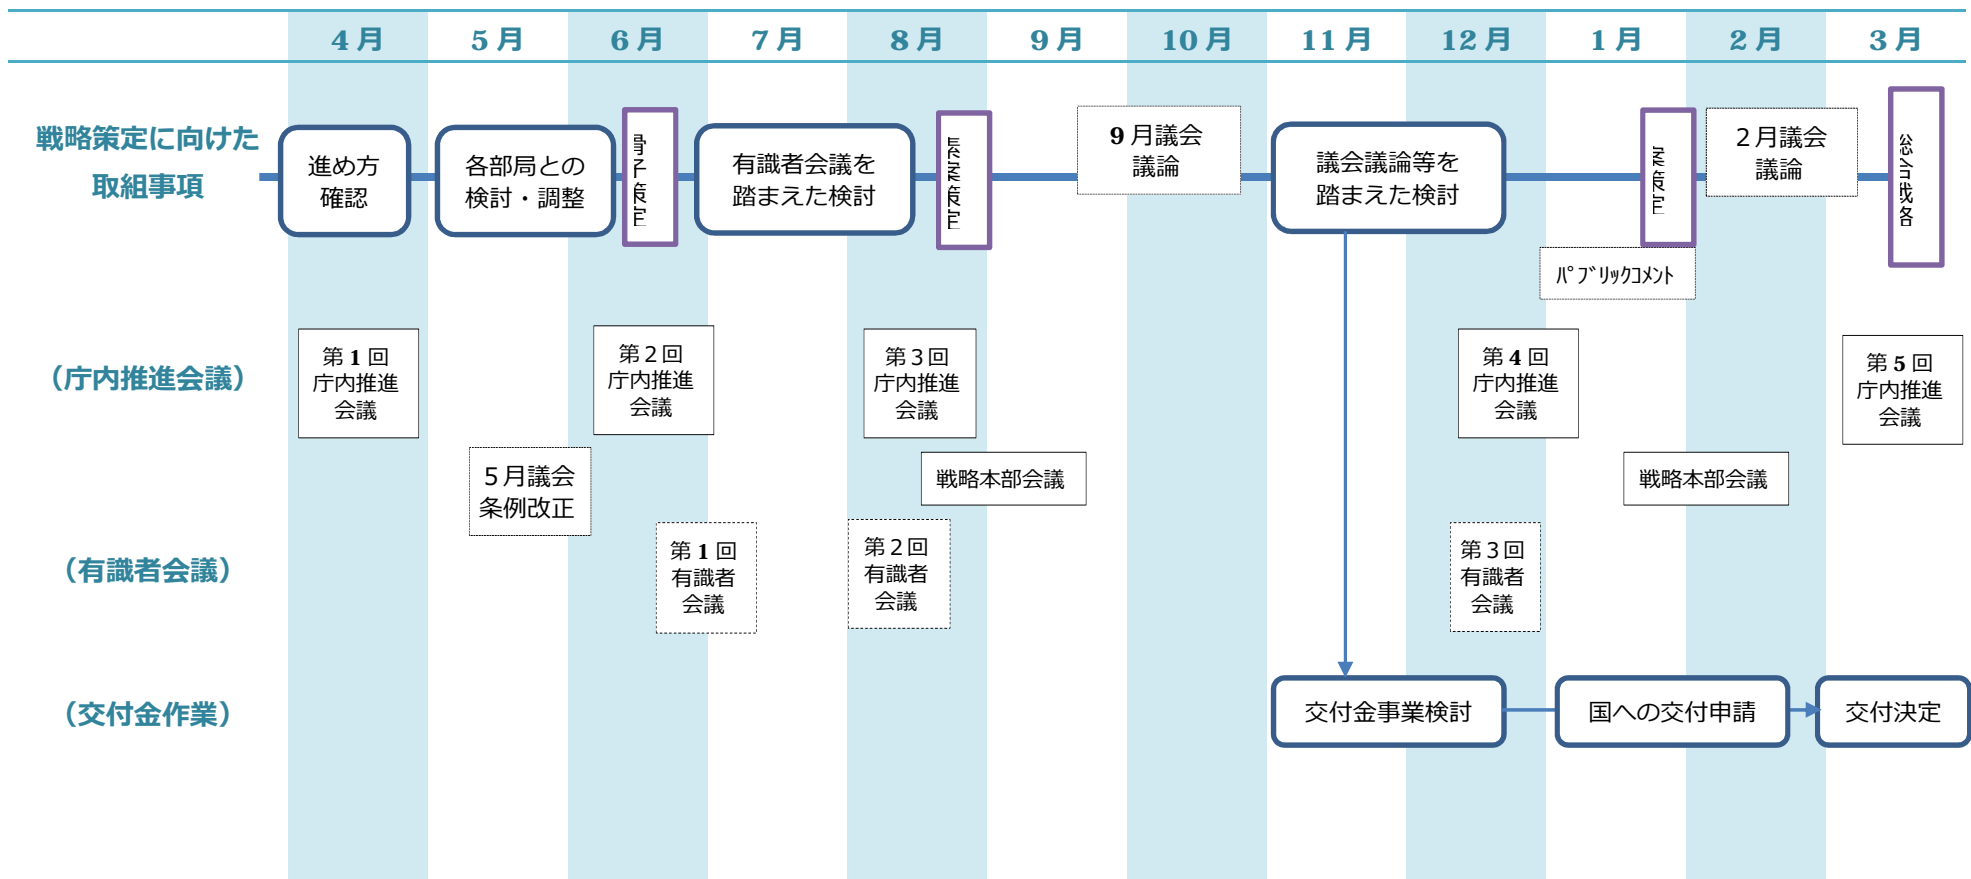 4月
5月
6月
7月
8月
9月
10月
11月
12月
1月
2月
3月
戦略策定に向けた
取組事項
進め方
確認
各部局との
検討・調整
骨子策定
有識者会議を
踏まえた検討
9月議会
議論
議会議論等を
踏まえた検討
2月議会
議論
パブリックコメント
(庁内推進会議)
第1回
庁内推進
会議
第2回
庁内推進
会議
第3回
庁内推進
会議
第4回
庁内推進
会議
第5回
庁内推進
会議
5月議会
条例改正
戦略本部会議
戦略本部会議
(有識者会議)
第1回
有識者
会議
第2回
有識者
会議
第3回
有識者
会議
(交付金作業)
交付金事業検討
国への交付申請
交付決定